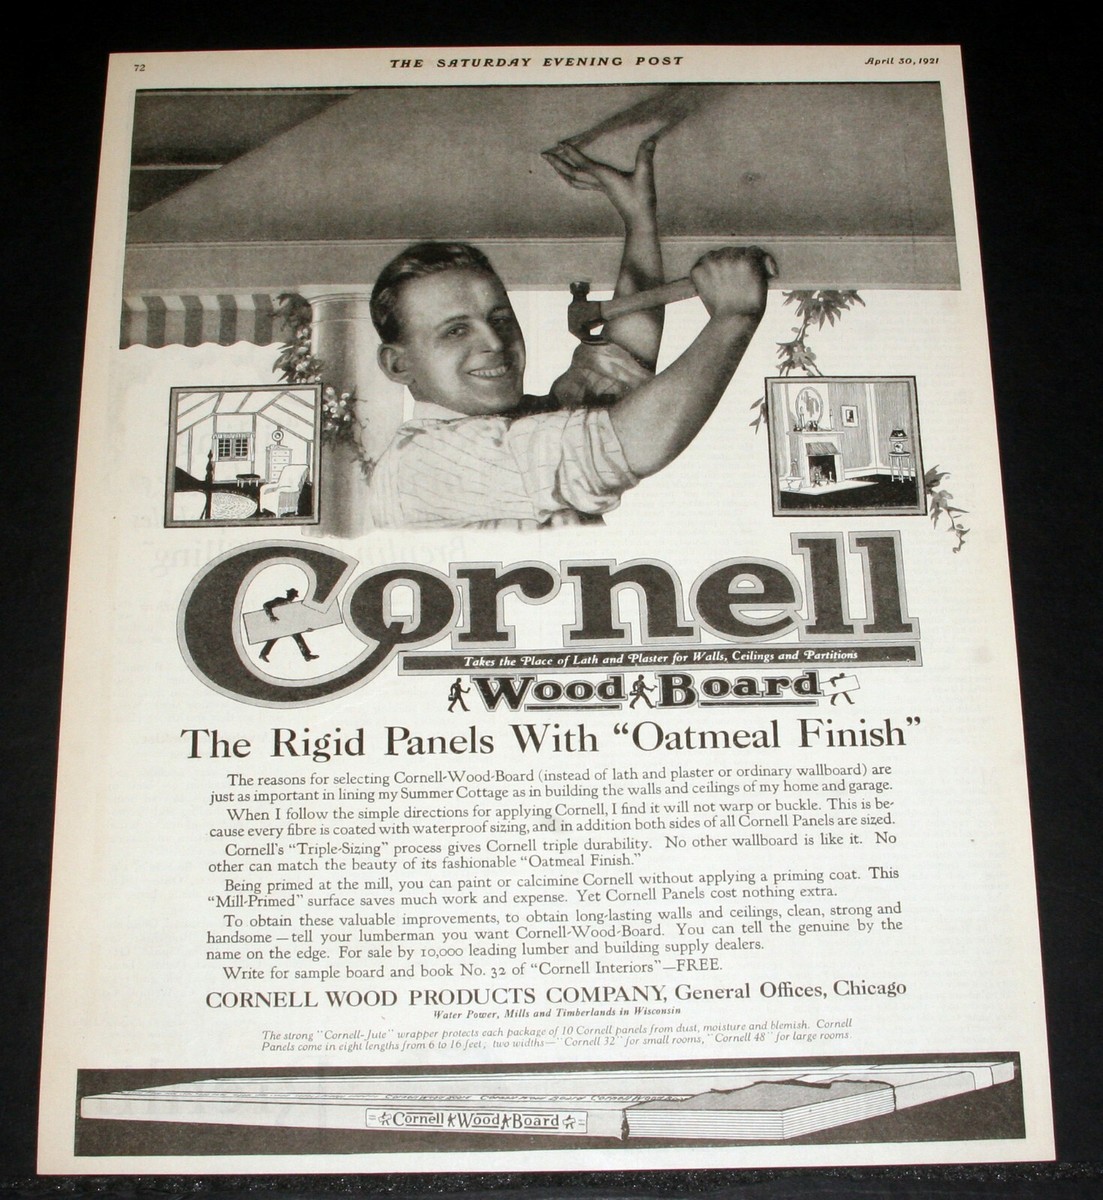 72
THE SATURDAY EVENING POST
April 30, 1921
Cornell
Takes the Place of Lath and Plaster for Walls, Ceilings and Partitions
Wood Board
The Rigid Panels With “Oatmeal Finish”
The reasons for selecting Cornell-Wood-Board (instead of lath and plaster or ordinary wallboard) are
just as important in lining my Summer Cottage as in building the walls and ceilings of my home and garage.
When I follow the simple directions for applying Cornell, I find it will not warp or buckle. This is be-
cause every fibre is coated with waterproof sizing, and in addition both sides of all Cornell Panels are sized.
Cornell's “Triple-Sizing” process gives Cornell triple durability. No other wallboard is like it. No
other can match the beauty of its fashionable “Oatmeal Finish.”
Being primed at the mill, you can paint or calcimine Cornell without applying a priming coat. This
“Mill-Primed” surface saves much work and expense. Yet Cornell Panels cost nothing extra.
To obtain these valuable improvements, to obtain long-lasting walls and ceilings, clean, strong and
handsome—tell your lumberman you want Cornell-Wood-Board. You can tell the genuine by the
name on the edge. For sale by 10,000 leading lumber and building supply dealers.
Write for sample board and book No. 32 of “Cornell Interiors”—FREE.
CORNELL WOOD PRODUCTS COMPANY, General Offices, Chicago
Water Power, Mills and Timberlands in Wisconsin
The strong “Cornell-Jute” wrapper protects each package of 10 Cornell panels from dust, moisture and blemish. Cornell
Panels come in eight lengths from 6 to 16 feet; two widths—“Cornell 32” for small rooms, “Cornell 48” for large rooms.
Cornell Wood Board Cornell Wood Board Cornell Wood Board
Cornell Wood Board